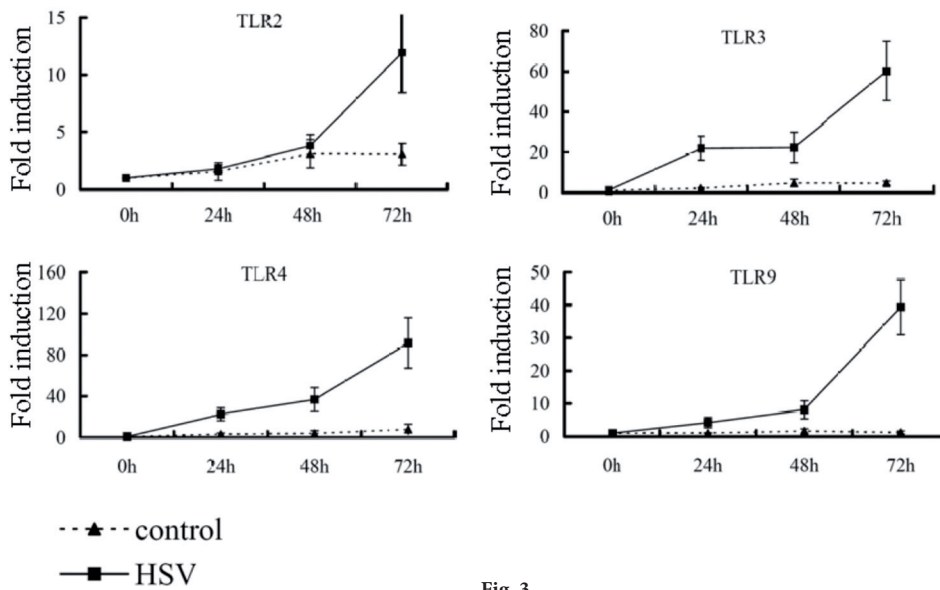 TLR2
Fold induction
15
10
5
0
0h 24h 48h 72h
TLR3
Fold induction
80
60
40
20
0
0h 24h 48h 72h
TLR4
Fold induction
160
120
80
40
0
0h 24h 48h 72h
TLR9
Fold induction
50
40
30
20
10
0
0h 24h 48h 72h
control
HSV
Fig. 3